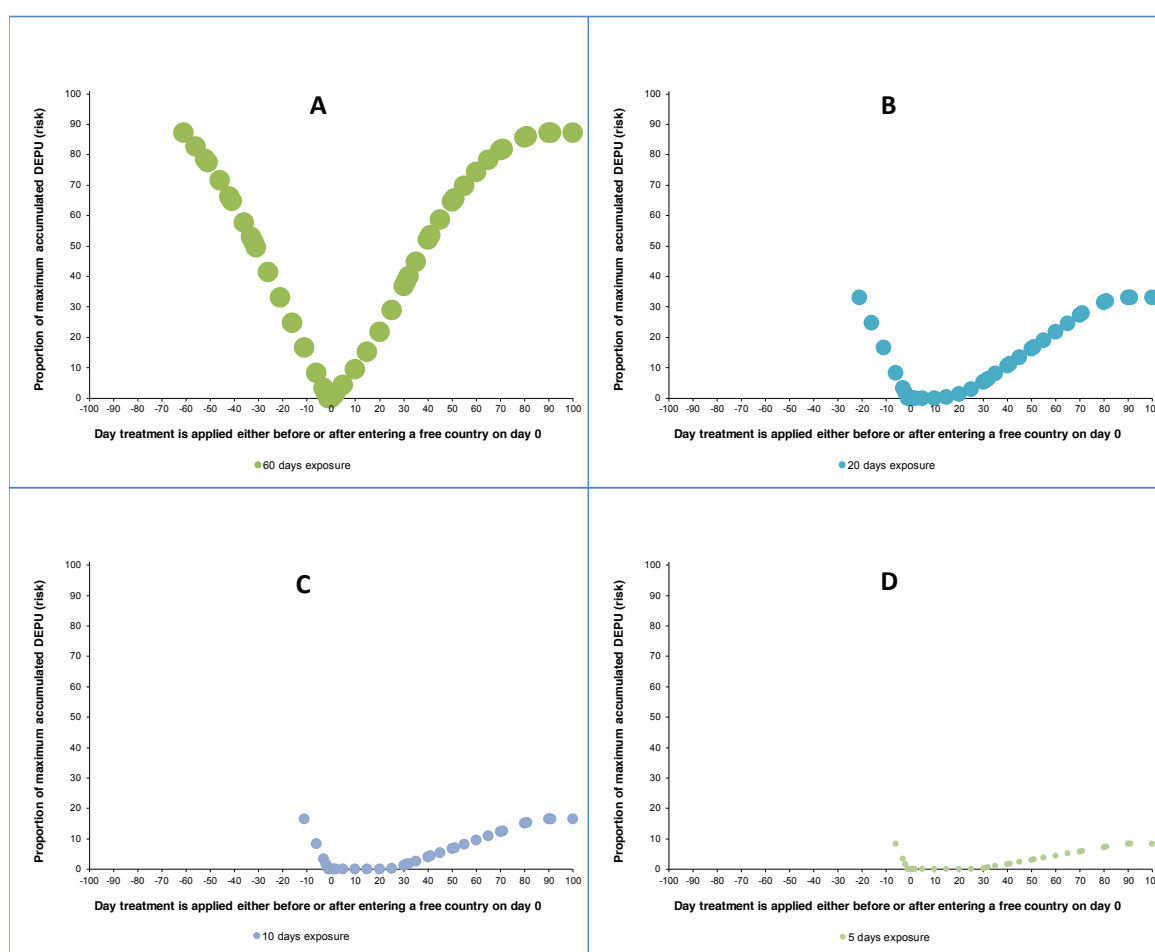 A
Proportion of maximum accumulated DEPU (risk)
100
90
80
70
60
50
40
30
20
10
0
-100 -90 -80 -70 -60 -50 -40 -30 -20 -10 0 10 20 30 40 50 60 70 80 90 100
Day treatment is applied either before or after entering a free country on day 0
60 days exposure
B
Proportion of maximum accumulated DEPU (risk)
100
90
80
70
60
50
40
30
20
10
0
-100 -90 -80 -70 -60 -50 -40 -30 -20 -10 0 10 20 30 40 50 60 70 80 90 100
Day treatment is applied either before or after entering a free country on day 0
20 days exposure
C
Proportion of maximum accumulated DEPU (risk)
100
90
80
70
60
50
40
30
20
10
0
-100 -90 -80 -70 -60 -50 -40 -30 -20 -10 0 10 20 30 40 50 60 70 80 90 100
Day treatment is applied either before or after entering a free country on day 0
10 days exposure
D
Proportion of maximum accumulated DEPU (risk)
100
90
80
70
60
50
40
30
20
10
0
-100 -90 -80 -70 -60 -50 -40 -30 -20 -10 0 10 20 30 40 50 60 70 80 90 100
Day treatment is applied either before or after entering a free country on day 0
5 days exposure